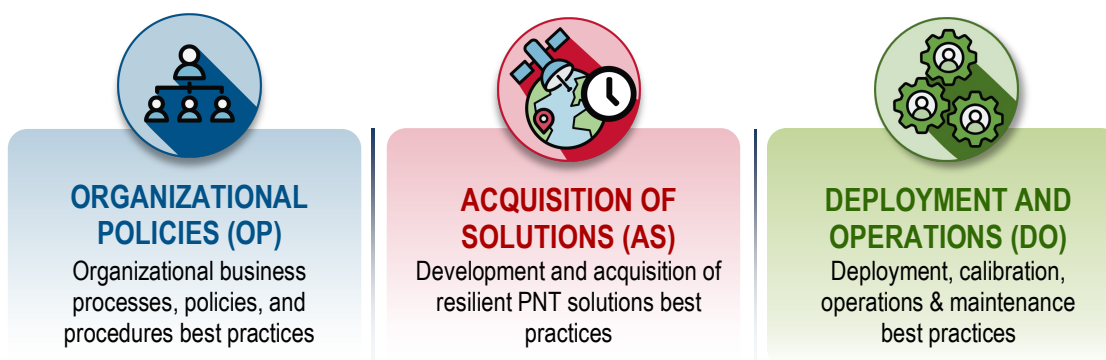 ORGANIZATIONAL
POLICIES (OP)
Organizational business
processes, policies, and
procedures best practices
ACQUISITION OF
SOLUTIONS (AS)
Development and acquisition of
resilient PNT solutions best
practices
DEPLOYMENT AND
OPERATIONS (DO)
Deployment, calibration,
operations & maintenance
best practices